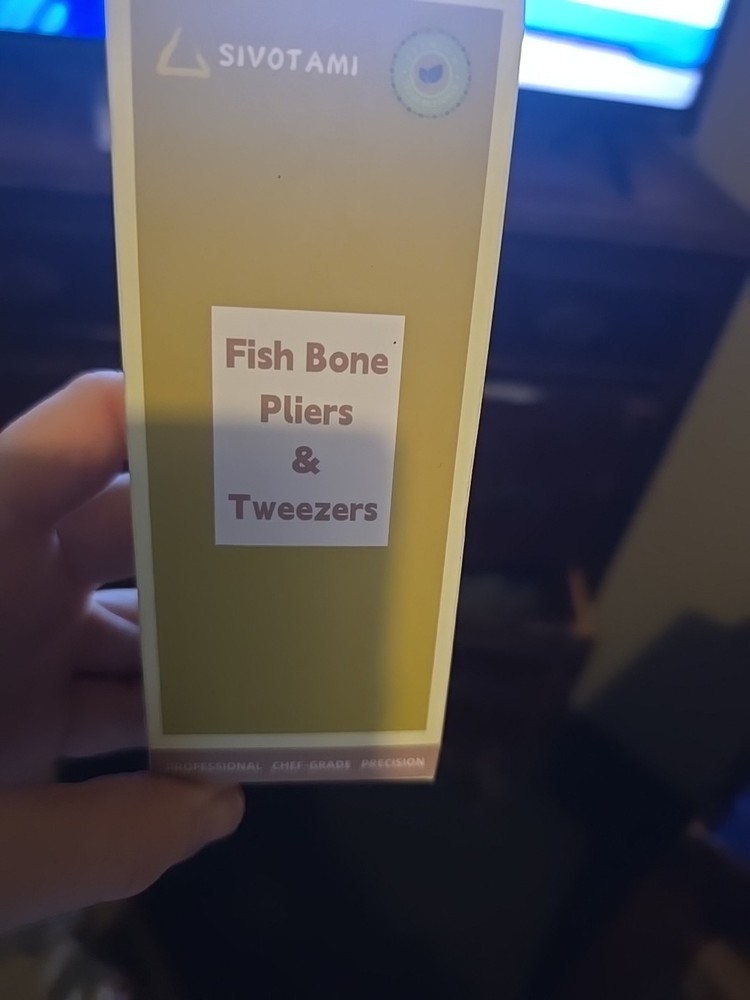 SIVOTAMI
Fish Bone
Pliers
&
Tweezers
PROFESSIONAL CHEF-GRADE PRECISION